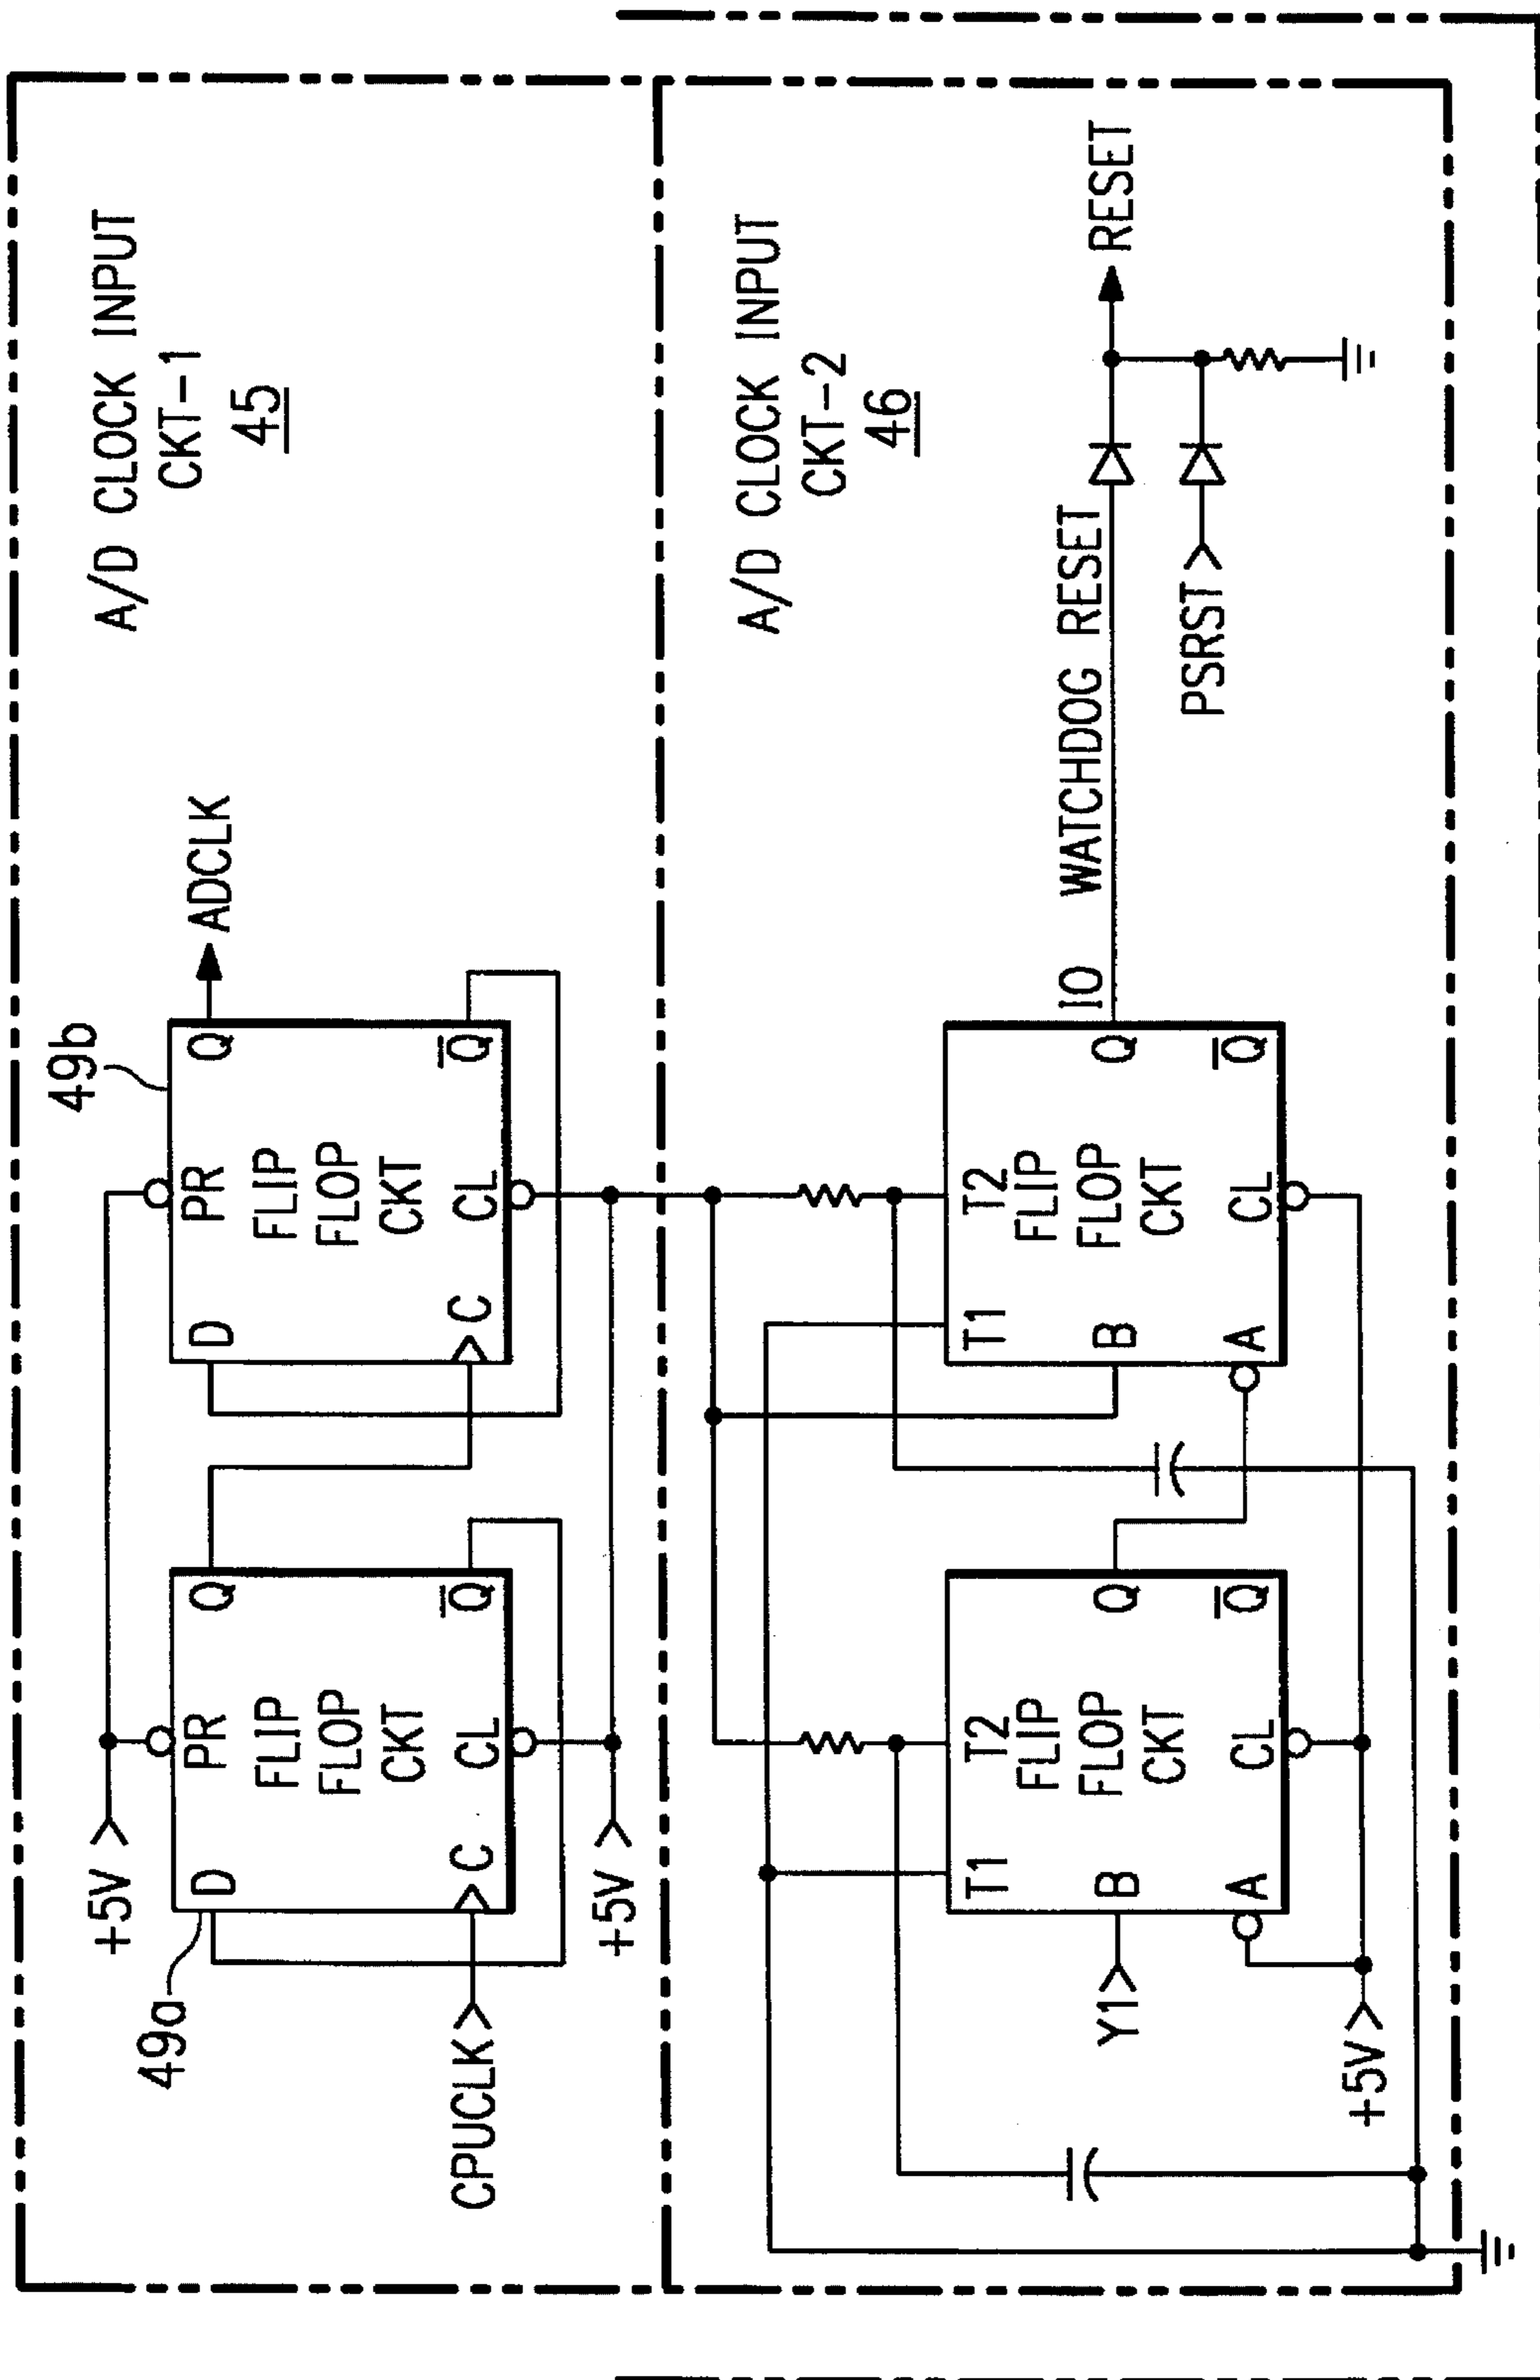 A/D CLOCK INPUT
CKT-1
45
49a
49b
+5V >
D
PR
Q
FLIP
FLOP
CKT
C
CL
Q̅
CPUCLK>
+5V >
D
PR
Q
ADCLK
FLIP
FLOP
CKT
C
CL
Q̅
A/D CLOCK INPUT
CKT-2
46
T1
T2
FLIP
FLOP
CKT
B
Q
A
CL
Q̅
Y1>
+5V >
T1
T2
FLIP
FLOP
CKT
B
Q
A
CL
Q̅
IO
WATCHDOG RESET
RESET
PSRST>